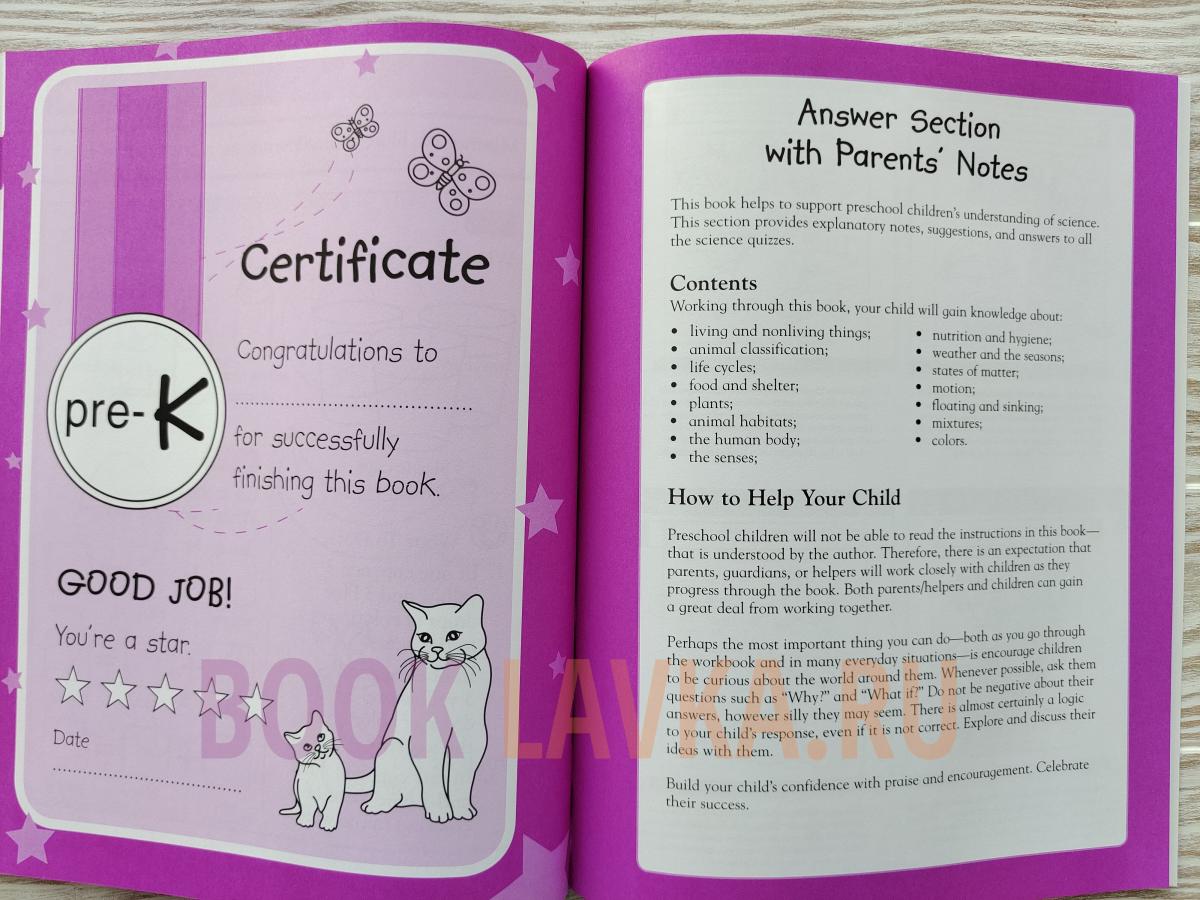 Certificate
Congratulations to
pre-K
for successfully
finishing this book.
GOOD JOB!
You're a star.
Date
Answer Section
with Parents' Notes
This book helps to support preschool children's understanding of science.
This section provides explanatory notes, suggestions, and answers to all
the science quizzes.
Contents
Working through this book, your child will gain knowledge about:
• living and nonliving things;
• animal classification;
• life cycles;
• food and shelter;
• plants;
• animal habitats;
• the human body;
• the senses;
• nutrition and hygiene;
• weather and the seasons;
• states of matter;
• motion;
• floating and sinking;
• mixtures;
• colors.
How to Help Your Child
Preschool children will not be able to read the instructions in this book—
that is understood by the author. Therefore, there is an expectation that
parents, guardians, or helpers will work closely with children as they
progress through the book. Both parents/helpers and children can gain
a great deal from working together.
Perhaps the most important thing you can do—both as you go through
the workbook and in many everyday situations—is encourage children
to be curious about the world around them. Whenever possible, ask them
questions such as “Why?” and “What if?” Do not be negative about their
answers, however silly they may seem. There is almost certainly a logic
to your child's response, even if it is not correct. Explore and discuss their
ideas with them.
Build your child's confidence with praise and encouragement. Celebrate
their success.
BOOK LAVKA.RU